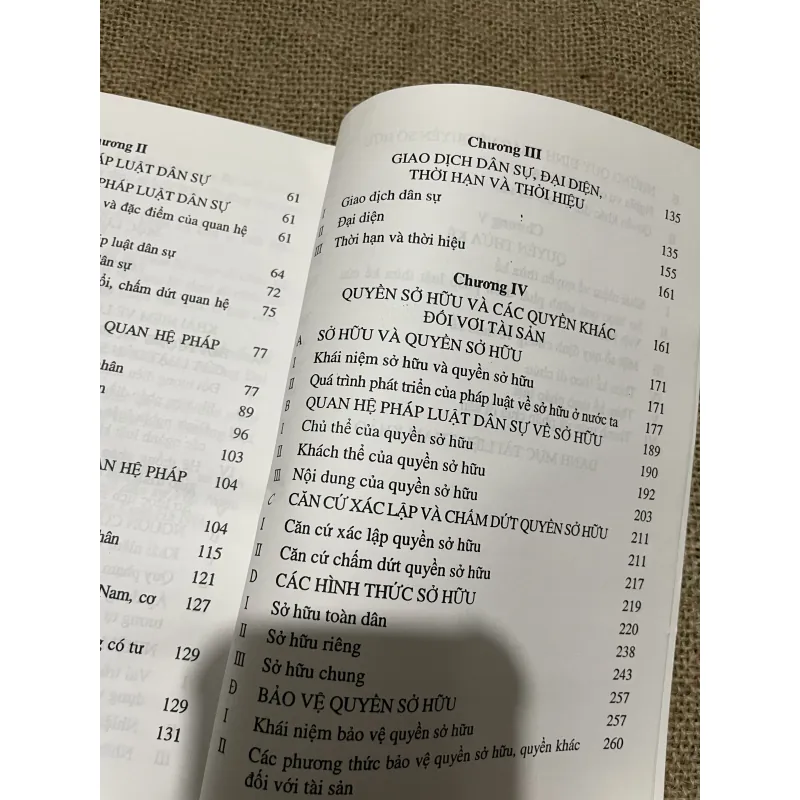 Chương II
ÁP LUẬT DÂN SỰ 61
PHÁP LUẬT DÂN SỰ 61
và đặc điểm của quan hệ 61
áp luật dân sự 64
dân sự 72
ổi, chấm dứt quan hệ 75
QUAN HỆ PHÁP 77
hân 77
89
96
103
QUAN HỆ PHÁP 104
104
hân 115
121
Nam, cơ 127
g có tư 129
129
131
Chương III
GIAO DỊCH DÂN SỰ, ĐẠI DIỆN,
THỜI HẠN VÀ THỜI HIỆU 135
I Giao dịch dân sự 135
II Đại diện 155
III Thời hạn và thời hiệu 161
Chương IV
QUYỀN SỞ HỮU VÀ CÁC QUYỀN KHÁC
ĐỐI VƠI TÀI SẢN 161
A SỞ HỮU VÀ QUYỀN SỞ HỮU 171
I Khái niệm sở hữu và quyền sở hữu 171
II Quá trình phát triển của pháp luật về sở hữu ở nước ta 177
B QUAN HỆ PHÁP LUẬT DÂN SỰ VỀ SỞ HỮU 189
I Chủ thể của quyền sở hữu 190
II Khách thể của quyền sở hữu 192
III Nội dung của quyền sở hữu 203
C CĂN CỨ XÁC LẬP VÀ CHẤM DỨT QUYỀN SỞ HỮU 211
I Căn cứ xác lập quyền sở hữu 211
II Căn cứ chấm dứt quyền sở hữu 217
D CÁC HÌNH THỨC SỞ HỮU 219
I Sở hữu toàn dân 220
II Sở hữu riêng 238
III Sở hữu chung 243
Đ BẢO VỆ QUYỀN SỞ HỮU 257
I Khái niệm bảo vệ quyền sở hữu 257
II Các phương thức bảo vệ quyền sở hữu, quyền khác 260
đối với tài sản